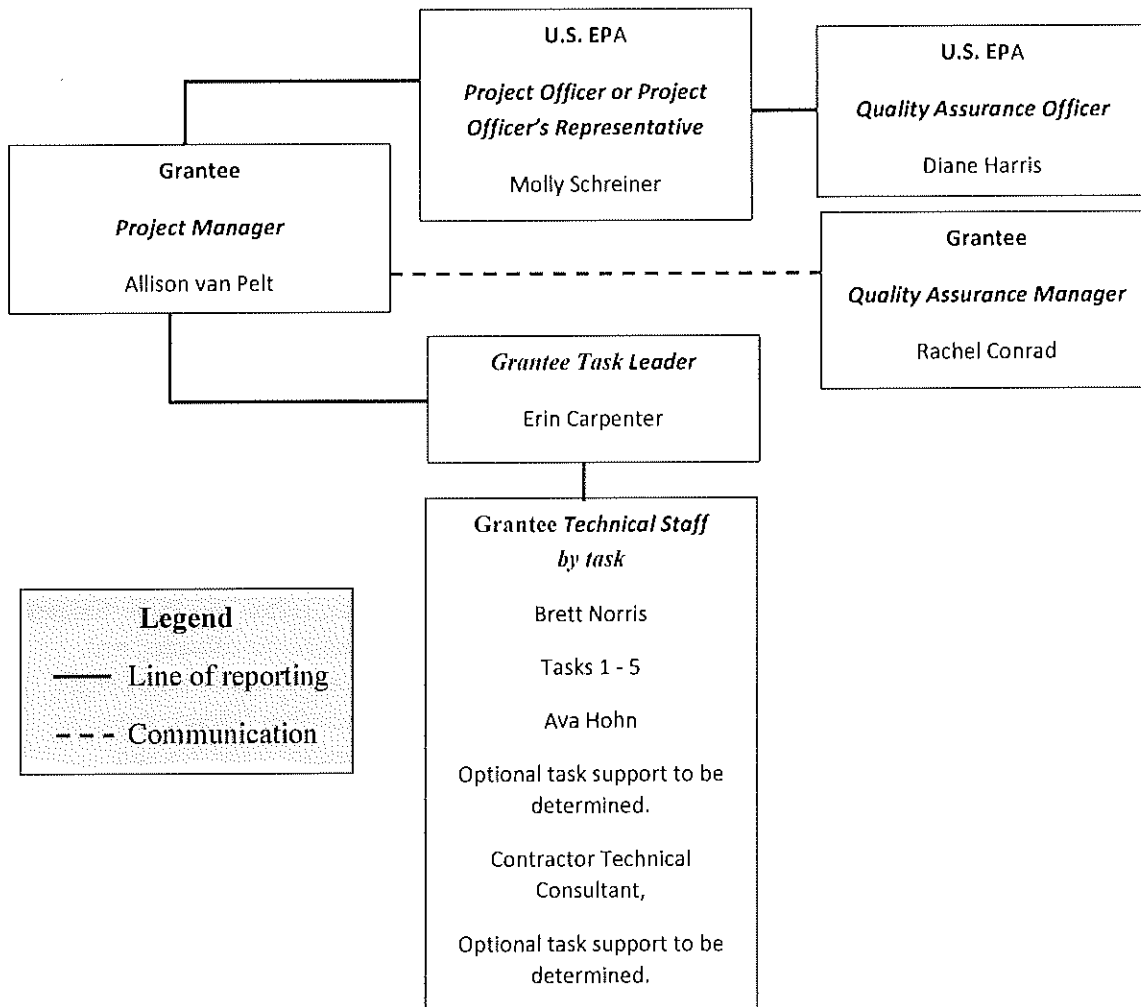 U.S. EPA
Project Officer or Project
Officer's Representative
Molly Schreiner
U.S. EPA
Quality Assurance Officer
Diane Harris
Grantee
Project Manager
Allison van Pelt
Grantee
Quality Assurance Manager
Rachel Conrad
Grantee Task Leader
Erin Carpenter
Grantee Technical Staff
by task
Brett Norris
Tasks 1 - 5
Ava Hohn
Optional task support to be
determined.
Contractor Technical
Consultant,
Optional task support to be
determined.
Legend
Line of reporting
Communication